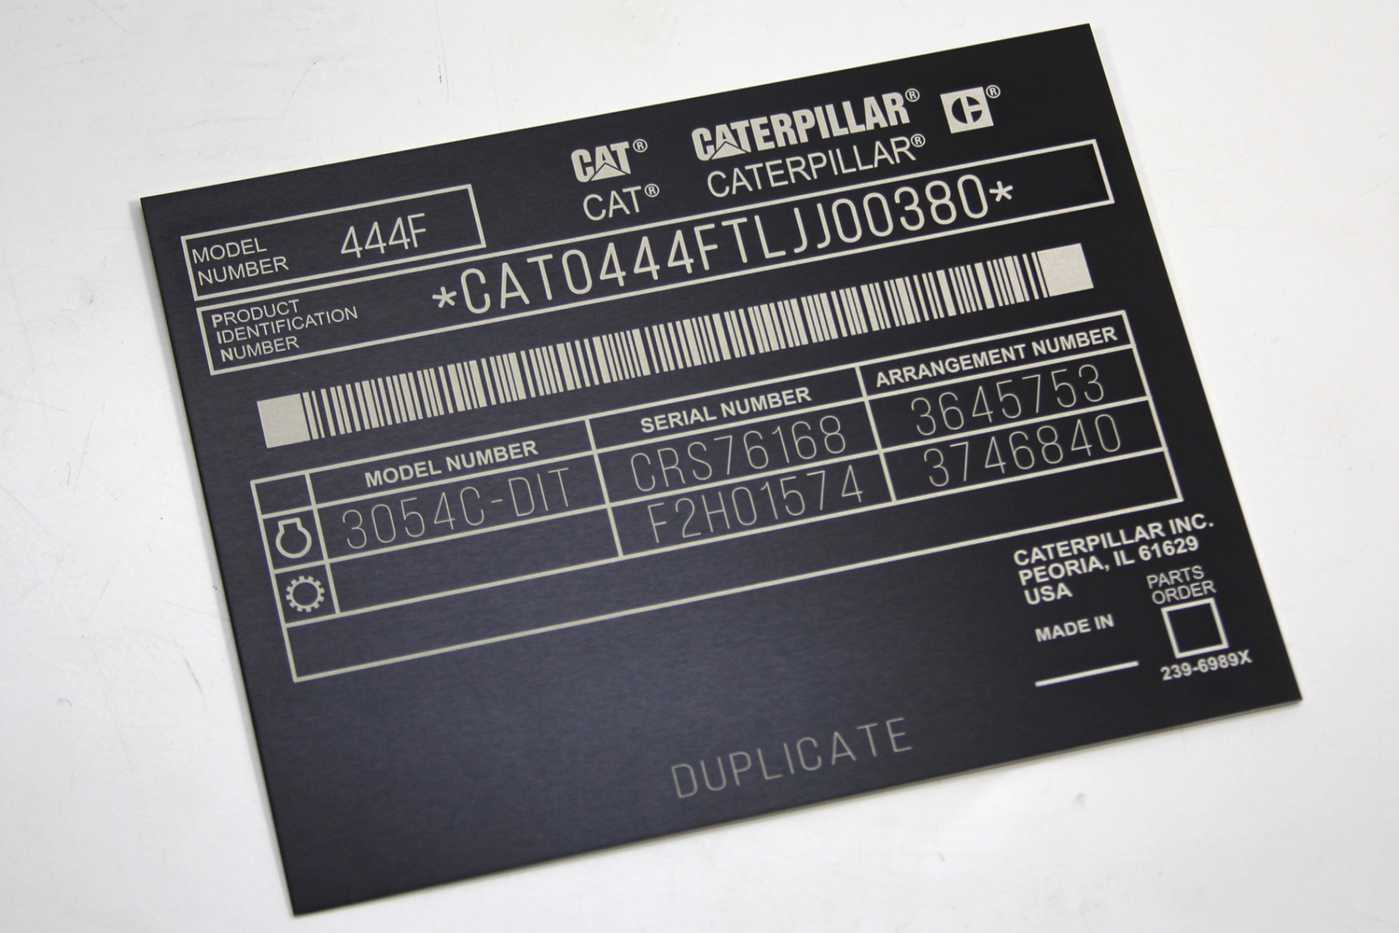 CAT® CATERPILLAR® C®
CAT® CATERPILLAR®
MODEL
NUMBER
444F
PRODUCT
IDENTIFICATION
NUMBER
*CAT0444FTLJJ00380*
MODEL NUMBER SERIAL NUMBER ARRANGEMENT NUMBER
3054C-DIT CRS76168 3645753
F2H01574 3746840
CATERPILLAR INC.
PEORIA, IL 61629
USA
MADE IN
PARTS
ORDER
239-6989X
DUPLICATE